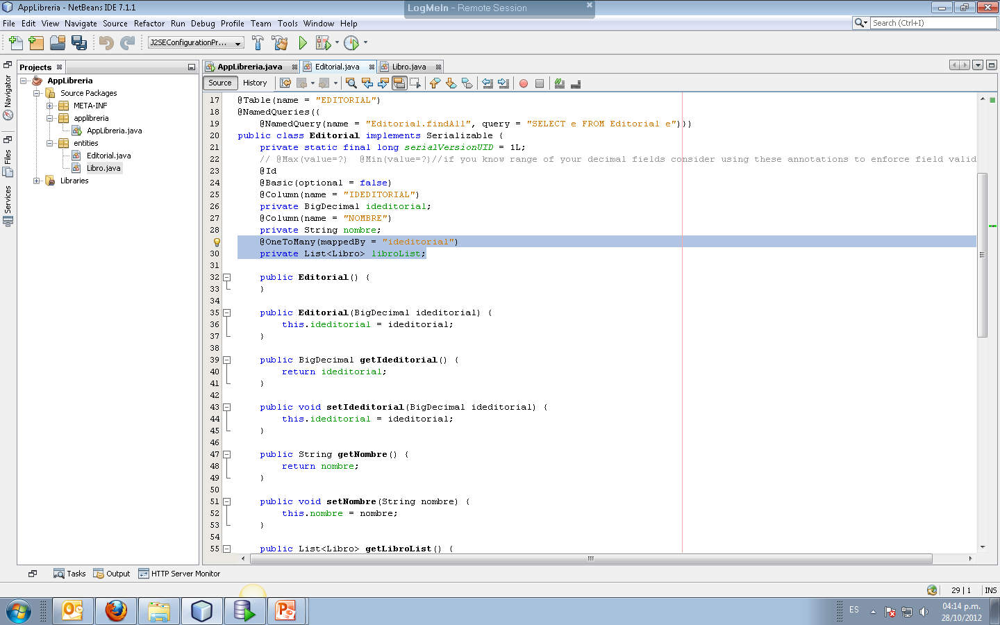 AppLibreria - NetBeans IDE 7.1.1
LogMeIn - Remote Session
File Edit View Navigate Source Refactor Run Debug Profile Team Tools Window Help
Search (Ctrl+I)
J2SEConfigurationPr...
Projects
AppLibreria.java
Editorial.java
Libro.java
Navigator
Files
Services
AppLibreria
Source Packages
META-INF
applibreria
AppLibreria.java
entities
Editorial.java
Libro.java
Libraries
Source History
17 @Table(name = "EDITORIAL")
18 @NamedQueries({
19 @NamedQuery(name = "Editorial.findAll", query = "SELECT e FROM Editorial e")})
20 public class Editorial implements Serializable {
21 private static final long serialVersionUID = 1L;
22 // @Max(value=?)  @Min(value=?)//if you know range of your decimal fields consider using these annotations to enforce field valid
23 @Id
24 @Basic(optional = false)
25 @Column(name = "IDEDITORIAL")
26 private BigDecimal ideditorial;
27 @Column(name = "NOMBRE")
28 private String nombre;
@OneToMany(mappedBy = "ideditorial")
30 private List<Libro> libroList;
31
32 public Editorial() {
33 }
34
35 public Editorial(BigDecimal ideditorial) {
36 this.ideditorial = ideditorial;
37 }
38
39 public BigDecimal getIdeditorial() {
40 return ideditorial;
41 }
42
43 public void setIdeditorial(BigDecimal ideditorial) {
44 this.ideditorial = ideditorial;
45 }
46
47 public String getNombre() {
48 return nombre;
49 }
50
51 public void setNombre(String nombre) {
52 this.nombre = nombre;
53 }
54
55 public List<Libro> getLibroList() {
Tasks Output HTTP Server Monitor
29 | 1 INS
ES
04:14 p.m.
28/10/2012